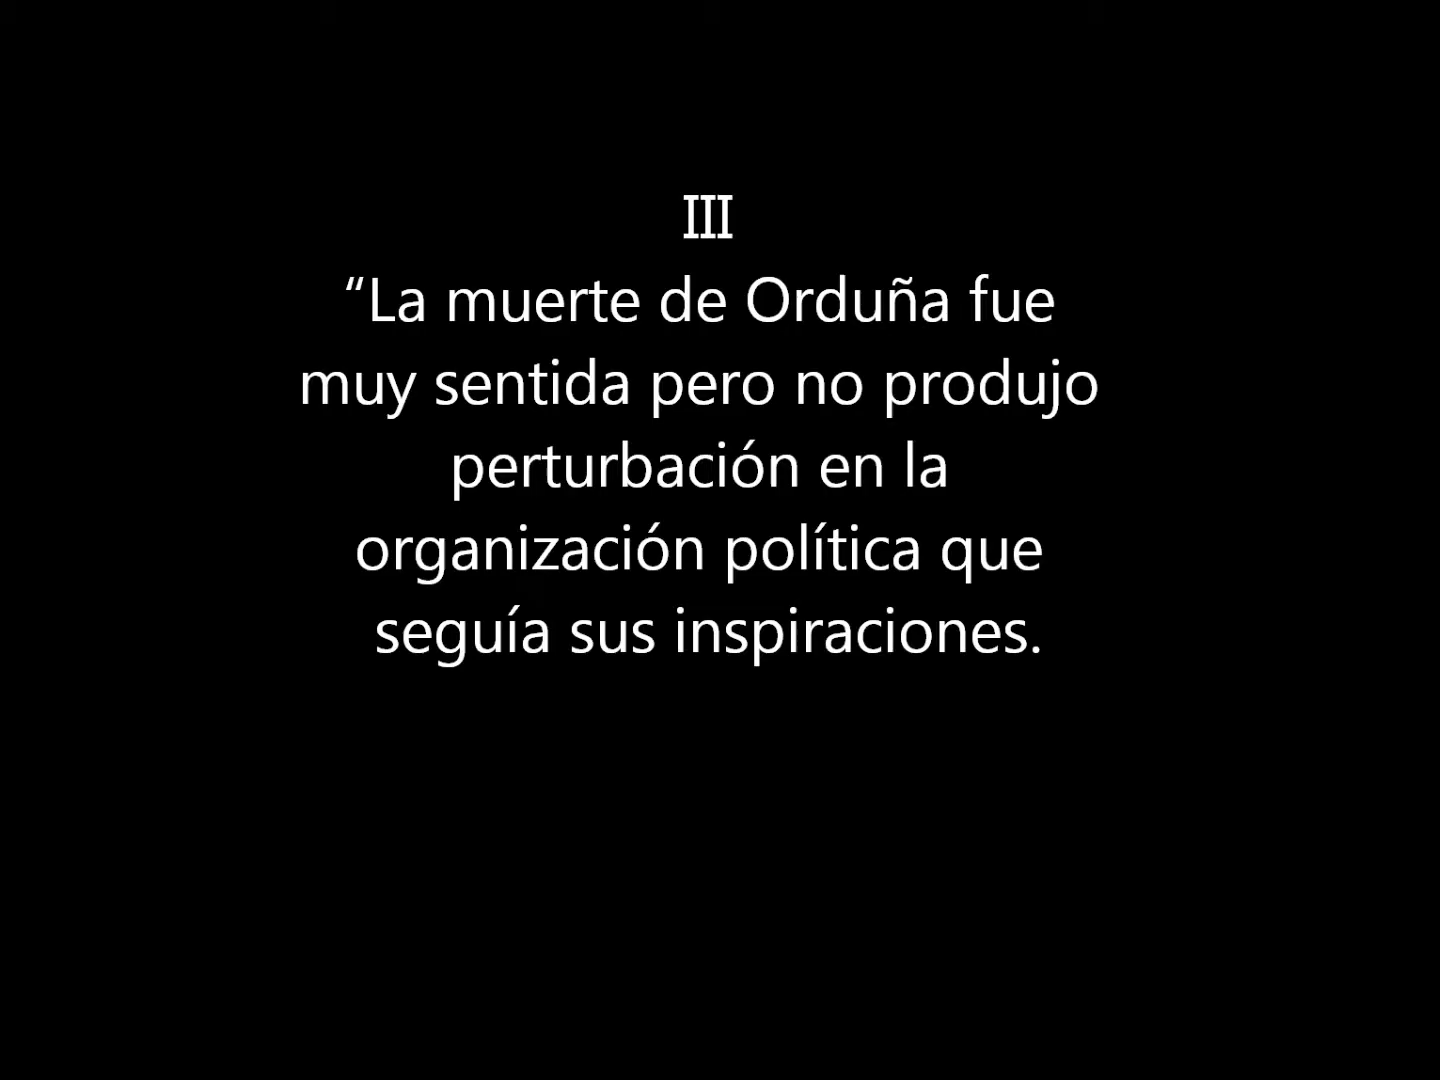 III
“La muerte de Orduña fue
muy sentida pero no produjo
perturbación en la
organización política que
seguía sus inspiraciones.